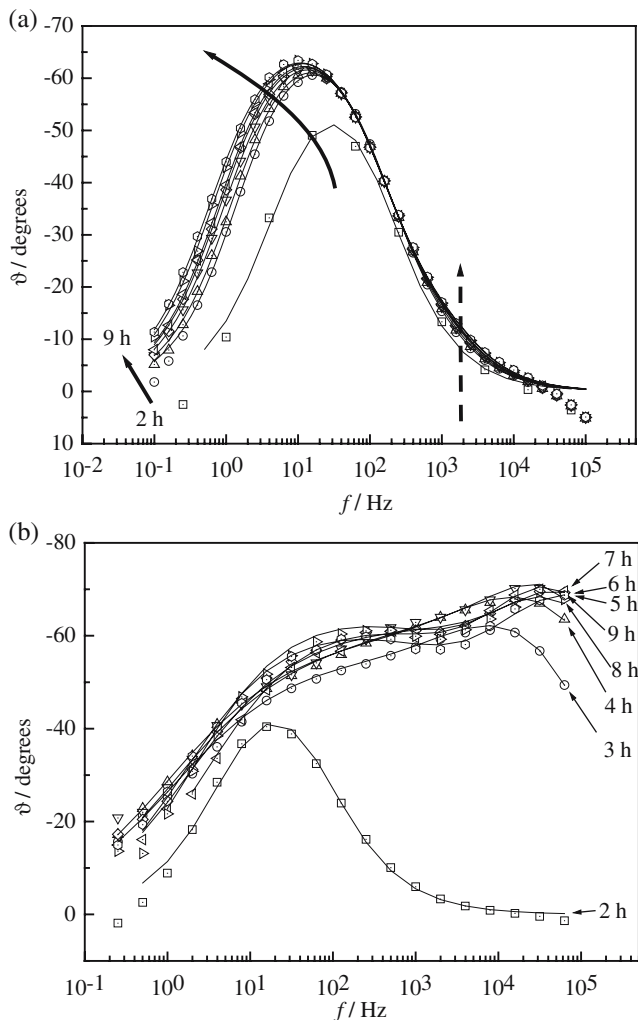 (a)
-70
-60
-50
-40
-30
-20
-10
0
10
ϑ / degrees
9 h
2 h
10-2 10-1 100 101 102 103 104 105
f / Hz
(b)
-80
-60
-40
-20
0
ϑ / degrees
7 h
6 h
5 h
9 h
8 h
4 h
3 h
2 h
10-1 100 101 102 103 104 105
f / Hz